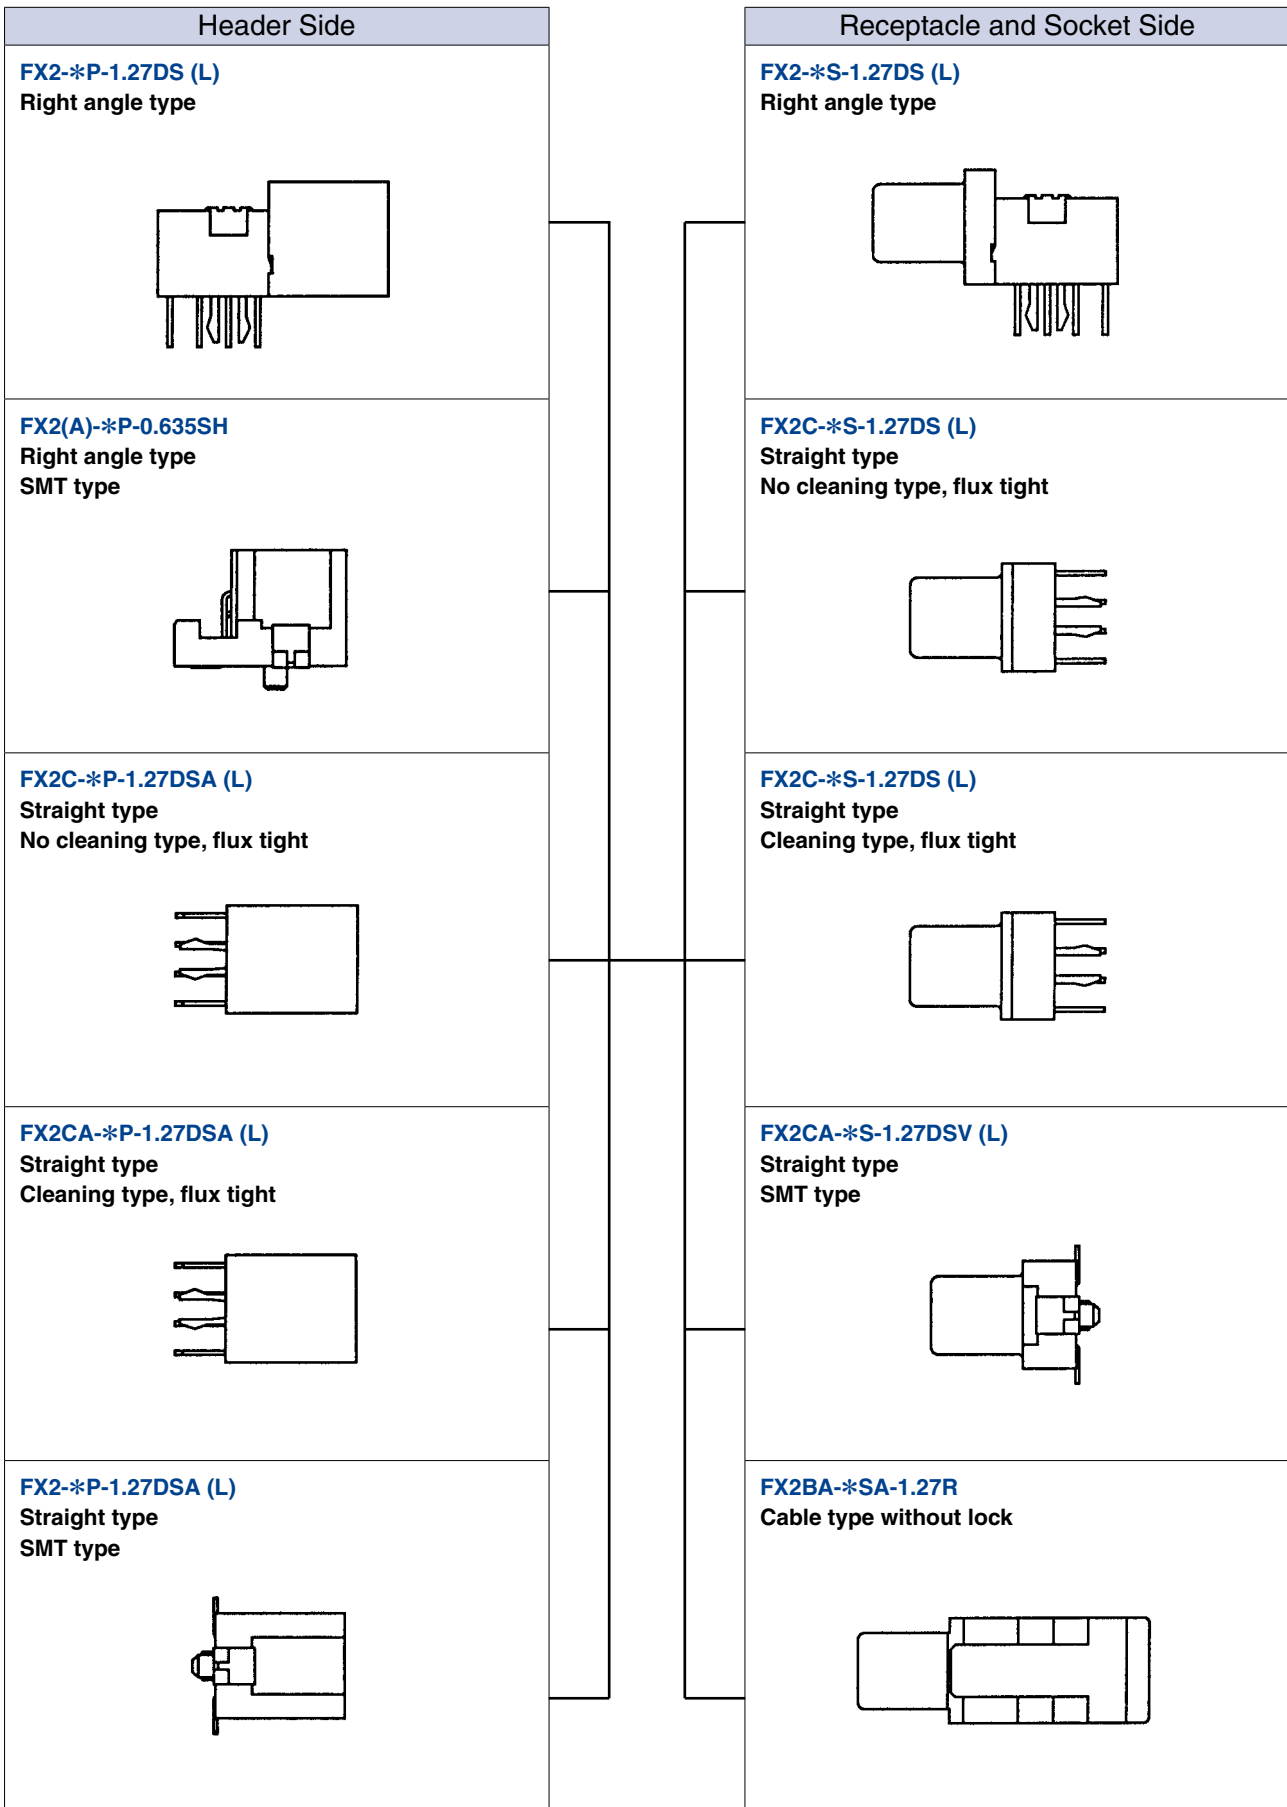 Header Side
FX2-*P-1.27DS (L)
Right angle type
FX2(A)-*P-0.635SH
Right angle type
SMT type
FX2C-*P-1.27DSA (L)
Straight type
No cleaning type, flux tight
FX2CA-*P-1.27DSA (L)
Straight type
Cleaning type, flux tight
FX2-*P-1.27DSA (L)
Straight type
SMT type
Receptacle and Socket Side
FX2-*S-1.27DS (L)
Right angle type
FX2C-*S-1.27DS (L)
Straight type
No cleaning type, flux tight
FX2C-*S-1.27DS (L)
Straight type
Cleaning type, flux tight
FX2CA-*S-1.27DSV (L)
Straight type
SMT type
FX2BA-*SA-1.27R
Cable type without lock